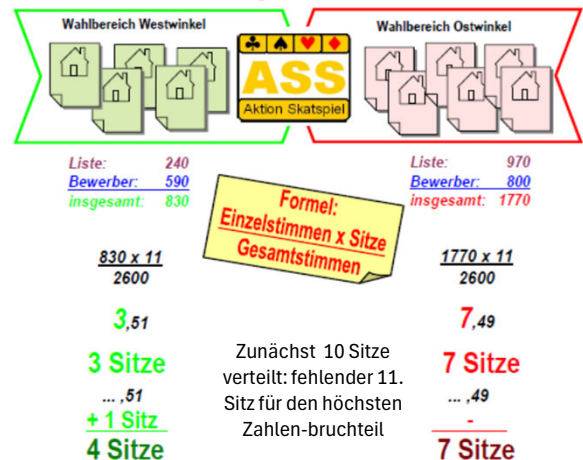 Wahlbereich Westwinkel
ASS
Aktion Skatspiel
Wahlbereich Ostwinkel
Liste: 240
Bewerber: 590
insgesamt: 830
Formel:
Einzelstimmen x Sitze
Gesamtstimmen
Liste: 970
Bewerber: 800
insgesamt: 1770
830 x 11
2600
1770 x 11
2600
3,51
7,49
3 Sitze
Zunächst 10 Sitze
verteilt: fehlender 11.
Sitz für den höchsten
Zahlen-bruchteil
7 Sitze
... ,51
... ,49
+ 1 Sitz
-
4 Sitze
7 Sitze